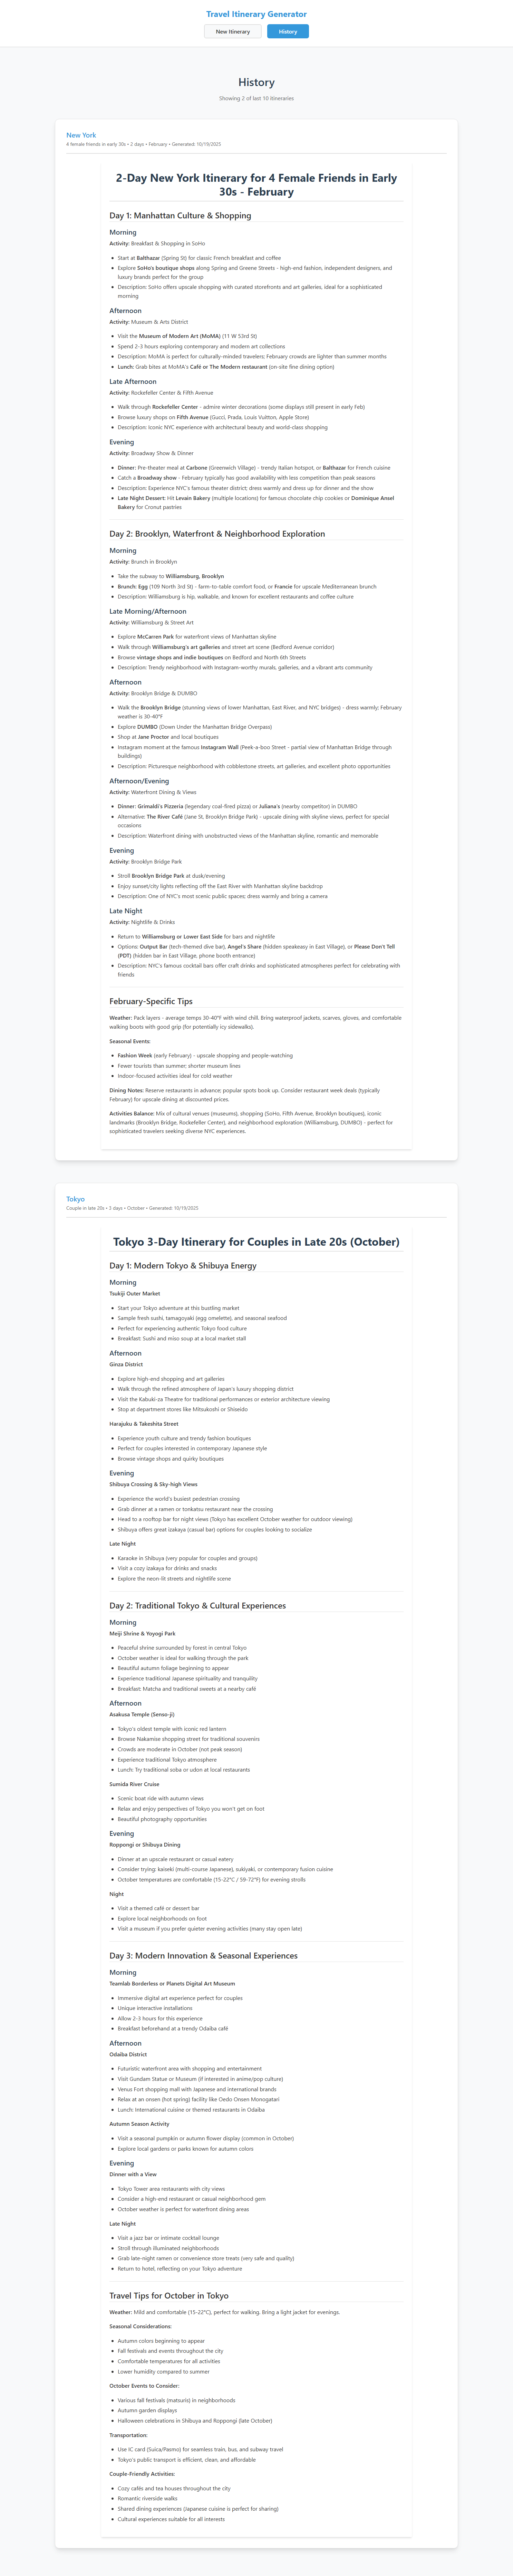 Travel Itinerary Generator
New Itinerary
History
History
Showing 2 of last 10 itineraries
New York
4 female friends in early 30s • 2 days • February • Generated: 10/19/2025
2-Day New York Itinerary for 4 Female Friends in Early
30s - February
Day 1: Manhattan Culture & Shopping
Morning
Activity: Breakfast & Shopping in SoHo
Start at Balthazar (Spring St) for classic French breakfast and coffee
Explore SoHo's boutique shops along Spring and Greene Streets - high-end fashion, independent designers, and
luxury brands perfect for the group
Description: SoHo offers upscale shopping with curated storefronts and art galleries, ideal for a sophisticated
morning
Afternoon
Activity: Museum & Arts District
Visit the Museum of Modern Art (MoMA) (11 W 53rd St)
Spend 2-3 hours exploring contemporary and modern art collections
Description: MoMA is perfect for culturally-minded travelers; February crowds are lighter than summer months
Lunch: Grab bites at MoMA's Café or The Modern restaurant (on-site fine dining option)
Late Afternoon
Activity: Rockefeller Center & Fifth Avenue
Walk through Rockefeller Center - admire winter decorations (some displays still present in early Feb)
Browse luxury shops on Fifth Avenue (Gucci, Prada, Louis Vuitton, Apple Store)
Description: Iconic NYC experience with architectural beauty and world-class shopping
Evening
Activity: Broadway Show & Dinner
Dinner: Pre-theater meal at Carbone (Greenwich Village) - trendy Italian hotspot, or Balthazar for French cuisine
Catch a Broadway show - February typically has good availability with less competition than peak seasons
Description: Experience NYC's famous theater district; dress warmly and dress up for dinner and the show
Late Night Dessert: Hit Levain Bakery (multiple locations) for famous chocolate chip cookies or Dominique Ansel
Bakery for Cronut pastries
Day 2: Brooklyn, Waterfront & Neighborhood Exploration
Morning
Activity: Brunch in Brooklyn
Take the subway to Williamsburg, Brooklyn
Brunch: Egg (109 North 3rd St) - farm-to-table comfort food, or Francie for upscale Mediterranean brunch
Description: Williamsburg is hip, walkable, and known for excellent restaurants and coffee culture
Late Morning/Afternoon
Activity: Williamsburg & Street Art
Explore McCarren Park for waterfront views of Manhattan skyline
Walk through Williamsburg's art galleries and street art scene (Bedford Avenue corridor)
Browse vintage shops and indie boutiques on Bedford and North 6th Streets
Description: Trendy neighborhood with Instagram-worthy murals, galleries, and a vibrant arts community
Afternoon
Activity: Brooklyn Bridge & DUMBO
Walk the Brooklyn Bridge (stunning views of lower Manhattan, East River, and NYC bridges) - dress warmly; February
weather is 30-40°F
Explore DUMBO (Down Under the Manhattan Bridge Overpass)
Shop at Jane Proctor and local boutiques
Instagram moment at the famous Instagram Wall (Peek-a-boo Street - partial view of Manhattan Bridge through
buildings)
Description: Picturesque neighborhood with cobblestone streets, art galleries, and excellent photo opportunities
Afternoon/Evening
Activity: Waterfront Dining & Views
Dinner: Grimaldi's Pizzeria (legendary coal-fired pizza) or Juliana's (nearby competitor) in DUMBO
Alternative: The River Café (Jane St, Brooklyn Bridge Park) - upscale dining with skyline views, perfect for special
occasions
Description: Waterfront dining with unobstructed views of the Manhattan skyline, romantic and memorable
Evening
Activity: Brooklyn Bridge Park
Stroll Brooklyn Bridge Park at dusk/evening
Enjoy sunset/city lights reflecting off the East River with Manhattan skyline backdrop
Description: One of NYC's most scenic public spaces; dress warmly and bring a camera
Late Night
Activity: Nightlife & Drinks
Return to Williamsburg or Lower East Side for bars and nightlife
Options: Output Bar (tech-themed dive bar), Angel's Share (hidden speakeasy in East Village), or Please Don't Tell
(PDT) (hidden bar in East Village, phone booth entrance)
Description: NYC's famous cocktail bars offer craft drinks and sophisticated atmospheres perfect for celebrating with
friends
February-Specific Tips
Weather: Pack layers - average temps 30-40°F with wind chill. Bring waterproof jackets, scarves, gloves, and comfortable
walking boots with good grip (for potentially icy sidewalks).
Seasonal Events:
Fashion Week (early February) - upscale shopping and people-watching
Fewer tourists than summer; shorter museum lines
Indoor-focused activities ideal for cold weather
Dining Notes: Reserve restaurants in advance; popular spots book up. Consider restaurant week deals (typically
February) for upscale dining at discounted prices.
Activities Balance: Mix of cultural venues (museums), shopping (SoHo, Fifth Avenue, Brooklyn boutiques), iconic
landmarks (Brooklyn Bridge, Rockefeller Center), and neighborhood exploration (Williamsburg, DUMBO) - perfect for
sophisticated travelers seeking diverse NYC experiences.
Tokyo
Couple in late 20s • 3 days • October • Generated: 10/19/2025
Tokyo 3-Day Itinerary for Couples in Late 20s (October)
Day 1: Modern Tokyo & Shibuya Energy
Morning
Tsukiji Outer Market
Start your Tokyo adventure at this bustling market
Sample fresh sushi, tamagoyaki (egg omelette), and seasonal seafood
Perfect for experiencing authentic Tokyo food culture
Breakfast: Sushi and miso soup at a local market stall
Afternoon
Ginza District
Explore high-end shopping and art galleries
Walk through the refined atmosphere of Japan's luxury shopping district
Visit the Kabuki-za Theatre for traditional performances or exterior architecture viewing
Stop at department stores like Mitsukoshi or Shiseido
Harajuku & Takeshita Street
Experience youth culture and trendy fashion boutiques
Perfect for couples interested in contemporary Japanese style
Browse vintage shops and quirky boutiques
Evening
Shibuya Crossing & Sky-high Views
Experience the world's busiest pedestrian crossing
Grab dinner at a ramen or tonkatsu restaurant near the crossing
Head to a rooftop bar for night views (Tokyo has excellent October weather for outdoor viewing)
Shibuya offers great izakaya (casual bar) options for couples looking to socialize
Late Night
Karaoke in Shibuya (very popular for couples and groups)
Visit a cozy izakaya for drinks and snacks
Explore the neon-lit streets and nightlife scene
Day 2: Traditional Tokyo & Cultural Experiences
Morning
Meiji Shrine & Yoyogi Park
Peaceful shrine surrounded by forest in central Tokyo
October weather is ideal for walking through the park
Beautiful autumn foliage beginning to appear
Experience traditional Japanese spirituality and tranquility
Breakfast: Matcha and traditional sweets at a nearby café
Afternoon
Asakusa Temple (Senso-ji)
Tokyo's oldest temple with iconic red lantern
Browse Nakamise shopping street for traditional souvenirs
Crowds are moderate in October (not peak season)
Experience traditional Tokyo atmosphere
Lunch: Try traditional soba or udon at local restaurants
Sumida River Cruise
Scenic boat ride with autumn views
Relax and enjoy perspectives of Tokyo you won't get on foot
Beautiful photography opportunities
Evening
Roppongi or Shibuya Dining
Dinner at an upscale restaurant or casual eatery
Consider trying: kaiseki (multi-course Japanese), sukiyaki, or contemporary fusion cuisine
October temperatures are comfortable (15-22°C / 59-72°F) for evening strolls
Night
Visit a themed café or dessert bar
Explore local neighborhoods on foot
Visit a museum if you prefer quieter evening activities (many stay open late)
Day 3: Modern Innovation & Seasonal Experiences
Morning
Teamlab Borderless or Planets Digital Art Museum
Immersive digital art experience perfect for couples
Unique interactive installations
Allow 2-3 hours for this experience
Breakfast beforehand at a trendy Odaiba café
Afternoon
Odaiba District
Futuristic waterfront area with shopping and entertainment
Visit Gundam Statue or Museum (if interested in anime/pop culture)
Venus Fort shopping mall with Japanese and international brands
Relax at an onsen (hot spring) facility like Oedo Onsen Monogatari
Lunch: International cuisine or themed restaurants in Odaiba
Autumn Season Activity
Visit a seasonal pumpkin or autumn flower display (common in October)
Explore local gardens or parks known for autumn colors
Evening
Dinner with a View
Tokyo Tower area restaurants with city views
Consider a high-end restaurant or casual neighborhood gem
October weather is perfect for waterfront dining areas
Late Night
Visit a jazz bar or intimate cocktail lounge
Stroll through illuminated neighborhoods
Grab late-night ramen or convenience store treats (very safe and quality)
Return to hotel, reflecting on your Tokyo adventure
Travel Tips for October in Tokyo
Weather: Mild and comfortable (15-22°C), perfect for walking. Bring a light jacket for evenings.
Seasonal Considerations:
Autumn colors beginning to appear
Fall festivals and events throughout the city
Comfortable temperatures for all activities
Lower humidity compared to summer
October Events to Consider:
Various fall festivals (matsuris) in neighborhoods
Autumn garden displays
Halloween celebrations in Shibuya and Roppongi (late October)
Transportation:
Use IC card (Suica/Pasmo) for seamless train, bus, and subway travel
Tokyo's public transport is efficient, clean, and affordable
Couple-Friendly Activities:
Cozy cafés and tea houses throughout the city
Romantic riverside walks
Shared dining experiences (Japanese cuisine is perfect for sharing)
Cultural experiences suitable for all interests